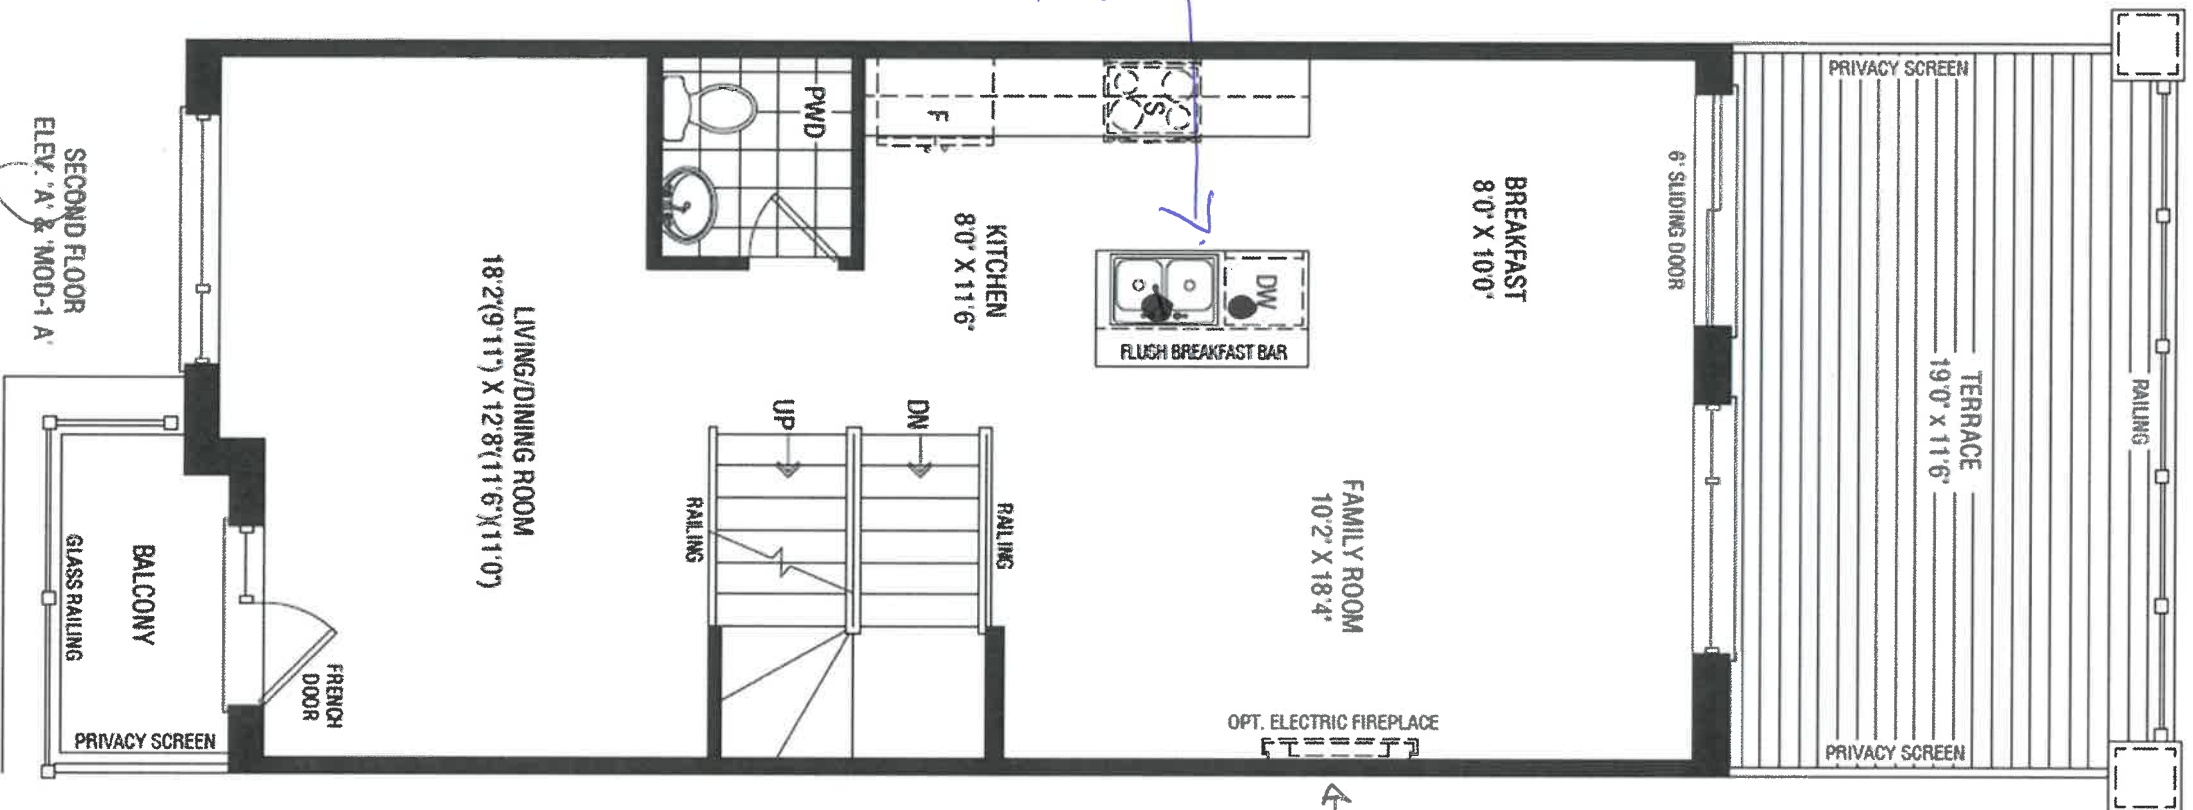 PRIVACY SCREEN
RAILING
TERRACE
19'0" X 11'6"
PRIVACY SCREEN
6' SLIDING DOOR
BREAKFAST
8'0" X 10'0"
FAMILY ROOM
10'2" X 18'4"
OPT. ELECTRIC FIREPLACE
S
F
DW
FLUSH BREAKFAST BAR
KITCHEN
8'0" X 11'6"
PWD
DN
UP
RAILING
RAILING
LIVING/DINING ROOM
18'2"(9'11") X 12'8"(11'6")(11'0")
FRENCH
DOOR
BALCONY
GLASS RAILING
PRIVACY SCREEN
SECOND FLOOR
ELEV. 'A' & 'MOD-1 A'